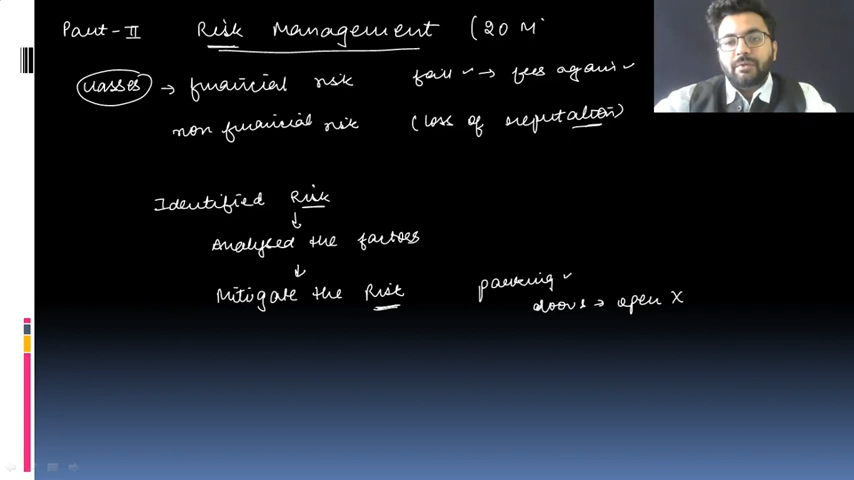 Part-II Risk Management (20 M
classes → financial risk fail ✓ → fees again ✓
non financial risk (loss of reputation)
Identified Risk
↓
Analysed the factors
↓
Mitigate the Risk parking ✓
doors → open X